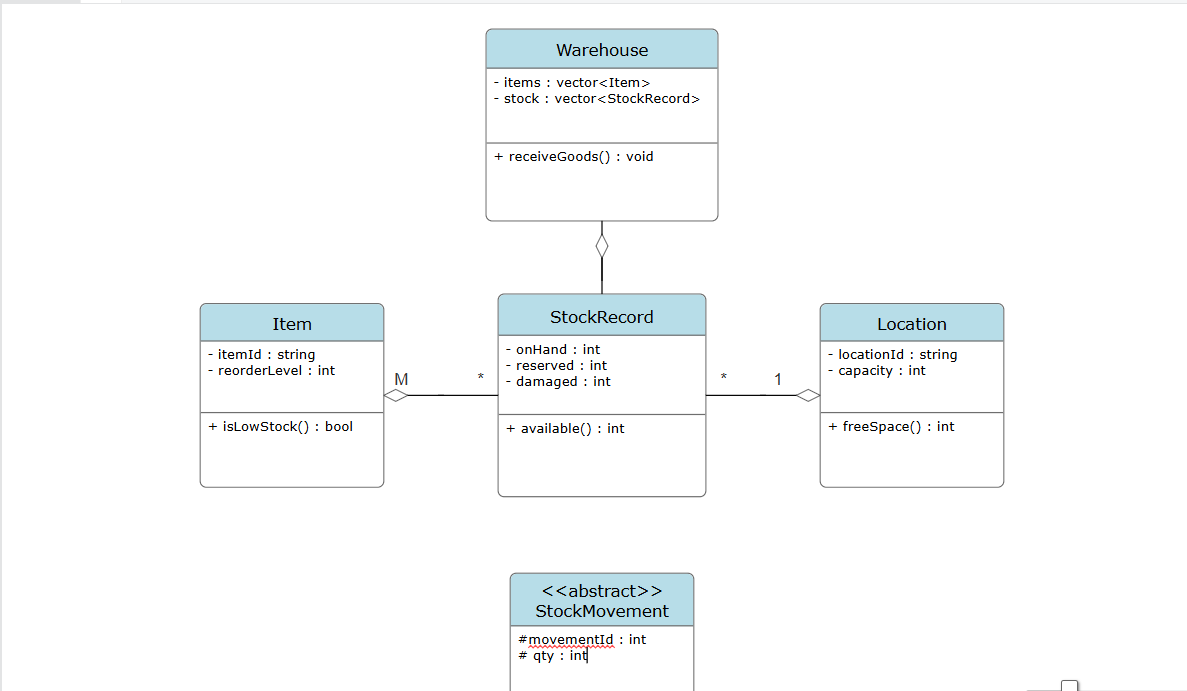 Warehouse
- items : vector<Item>
- stock : vector<StockRecord>
+ receiveGoods() : void
Item
- itemId : string
- reorderLevel : int
+ isLowStock() : bool
M
*
StockRecord
- onHand : int
- reserved : int
- damaged : int
+ available() : int
*
1
Location
- locationId : string
- capacity : int
+ freeSpace() : int
<<abstract>>
StockMovement
#movementId : int
# qty : int